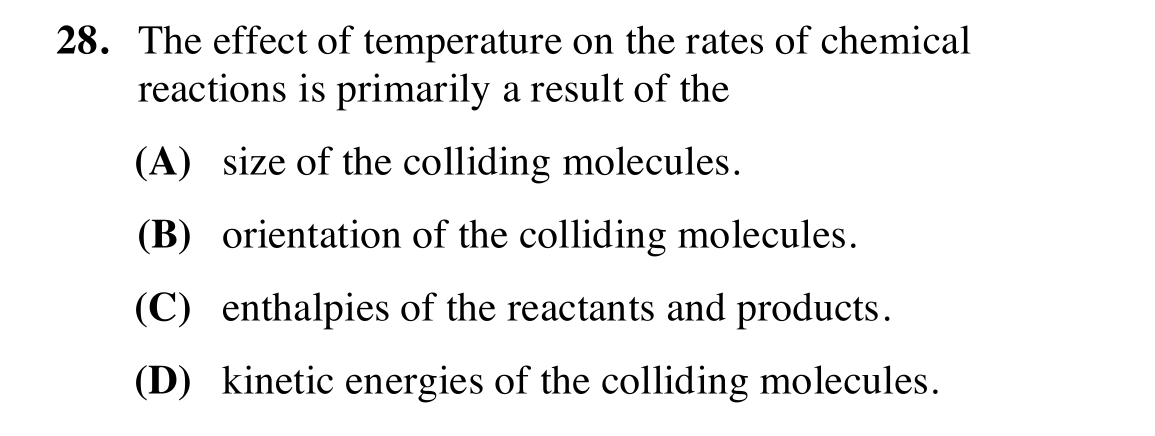 28. The effect of temperature on the rates of chemical
reactions is primarily a result of the
(A) size of the colliding molecules.
(B) orientation of the colliding molecules.
(C) enthalpies of the reactants and products.
(D) kinetic energies of the colliding molecules.